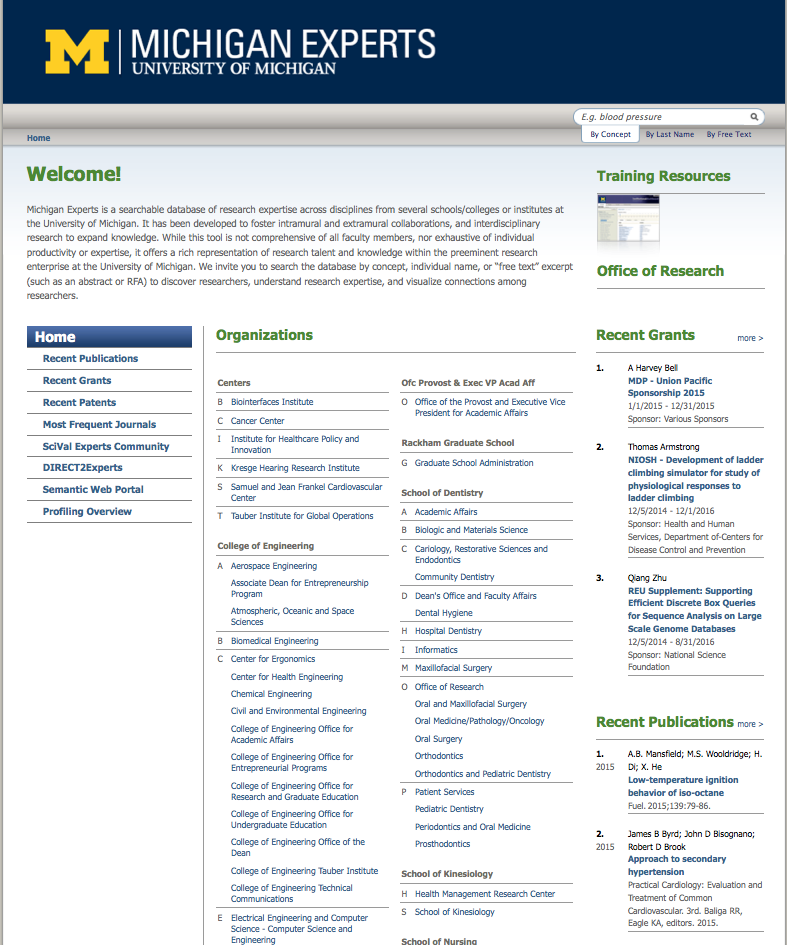 M MICHIGAN EXPERTS
UNIVERSITY OF MICHIGAN
E.g. blood pressure
Home
By Concept By Last Name By Free Text
Welcome!
Michigan Experts is a searchable database of research expertise across disciplines from several schools/colleges or institutes at
the University of Michigan. It has been developed to foster intramural and extramural collaborations, and interdisciplinary
research to expand knowledge. While this tool is not comprehensive of all faculty members, nor exhaustive of individual
productivity or expertise, it offers a rich representation of research talent and knowledge within the preeminent research
enterprise at the University of Michigan. We invite you to search the database by concept, individual name, or "free text" excerpt
(such as an abstract or RFA) to discover researchers, understand research expertise, and visualize connections among
researchers.
Training Resources
Office of Research
Home
Recent Publications
Recent Grants
Recent Patents
Most Frequent Journals
SciVal Experts Community
DIRECT2Experts
Semantic Web Portal
Profiling Overview
Organizations
Centers
B Biointerfaces Institute
C Cancer Center
I Institute for Healthcare Policy and
Innovation
K Kresge Hearing Research Institute
S Samuel and Jean Frankel Cardiovascular
Center
T Tauber Institute for Global Operations
College of Engineering
A Aerospace Engineering
Associate Dean for Entrepreneurship
Program
Atmospheric, Oceanic and Space
Sciences
B Biomedical Engineering
C Center for Ergonomics
Center for Health Engineering
Chemical Engineering
Civil and Environmental Engineering
College of Engineering Office for
Academic Affairs
College of Engineering Office for
Entrepreneurial Programs
College of Engineering Office for
Research and Graduate Education
College of Engineering Office for
Undergraduate Education
College of Engineering Office of the
Dean
College of Engineering Tauber Institute
College of Engineering Technical
Communications
E Electrical Engineering and Computer
Science - Computer Science and
Engineering
Ofc Provost & Exec VP Acad Aff
O Office of the Provost and Executive Vice
President for Academic Affairs
Rackham Graduate School
G Graduate School Administration
School of Dentistry
A Academic Affairs
B Biologic and Materials Science
C Cariology, Restorative Sciences and
Endodontics
Community Dentistry
D Dean's Office and Faculty Affairs
Dental Hygiene
H Hospital Dentistry
I Informatics
M Maxillofacial Surgery
O Office of Research
Oral and Maxillofacial Surgery
Oral Medicine/Pathology/Oncology
Oral Surgery
Orthodontics
Orthodontics and Pediatric Dentistry
P Patient Services
Pediatric Dentistry
Periodontics and Oral Medicine
Prosthodontics
School of Kinesiology
H Health Management Research Center
S School of Kinesiology
School of Nursing
Recent Grants more >
1. A Harvey Bell
MDP - Union Pacific
Sponsorship 2015
1/1/2015 - 12/31/2015
Sponsor: Various Sponsors
2. Thomas Armstrong
NIOSH - Development of ladder
climbing simulator for study of
physiological responses to
ladder climbing
12/5/2014 - 12/1/2016
Sponsor: Health and Human
Services, Department of-Centers for
Disease Control and Prevention
3. Qiang Zhu
REU Supplement: Supporting
Efficient Discrete Box Queries
for Sequence Analysis on Large
Scale Genome Databases
12/5/2014 - 8/31/2016
Sponsor: National Science
Foundation
Recent Publications more >
1. A.B. Mansfield; M.S. Wooldridge; H.
2015 Di; X. He
Low-temperature ignition
behavior of iso-octane
Fuel. 2015;139:79-86.
2. James B Byrd; John D Bisognano;
2015 Robert D Brook
Approach to secondary
hypertension
Practical Cardiology: Evaluation and
Treatment of Common
Cardiovascular. 3rd. Baliga RR,
Eagle KA, editors. 2015.